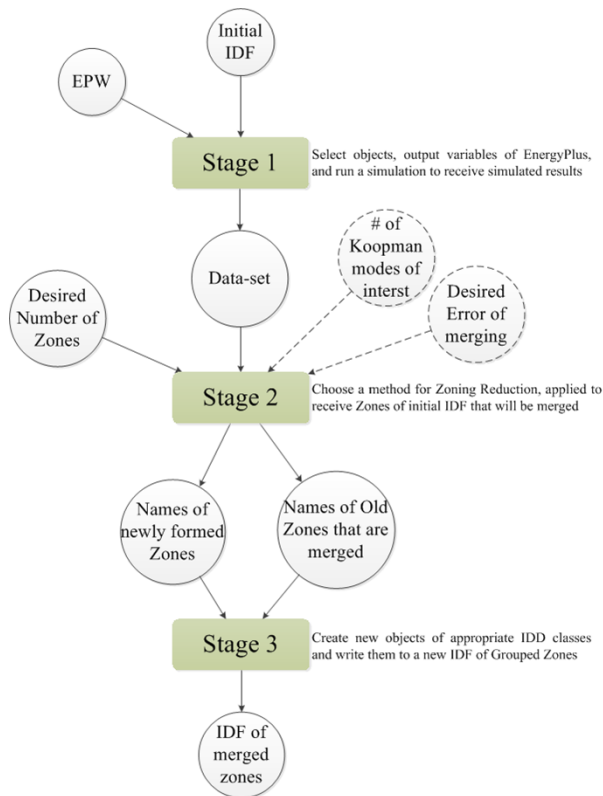 Initial
IDF
EPW
Stage 1
Select objects, output variables of EnergyPlus,
and run a simulation to receive simulated results
Data-set
# of
Koopman
modes of
interst
Desired
Number of
Zones
Desired
Error of
merging
Stage 2
Choose a method for Zoning Reduction, applied to
receive Zones of initial IDF that will be merged
Names of
newly formed
Zones
Names of Old
Zones that are
merged
Stage 3
Create new objects of appropriate IDD classes
and write them to a new IDF of Grouped Zones
IDF of
merged
zones